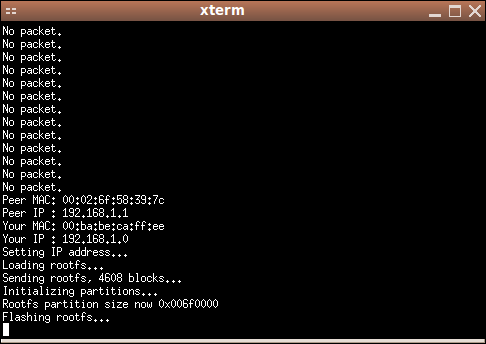 xterm
No packet.
No packet.
No packet.
No packet.
No packet.
No packet.
No packet.
No packet.
No packet.
No packet.
No packet.
No packet.
No packet.
Peer MAC: 00:02:6f:58:39:7c
Peer IP : 192.168.1.1
Your MAC: 00:ba:be:ca:ff:ee
Your IP : 192.168.1.0
Setting IP address...
Loading rootfs...
Sending rootfs, 4608 blocks...
Initializing partitions...
Rootfs partition size now 0x006f0000
Flashing rootfs...